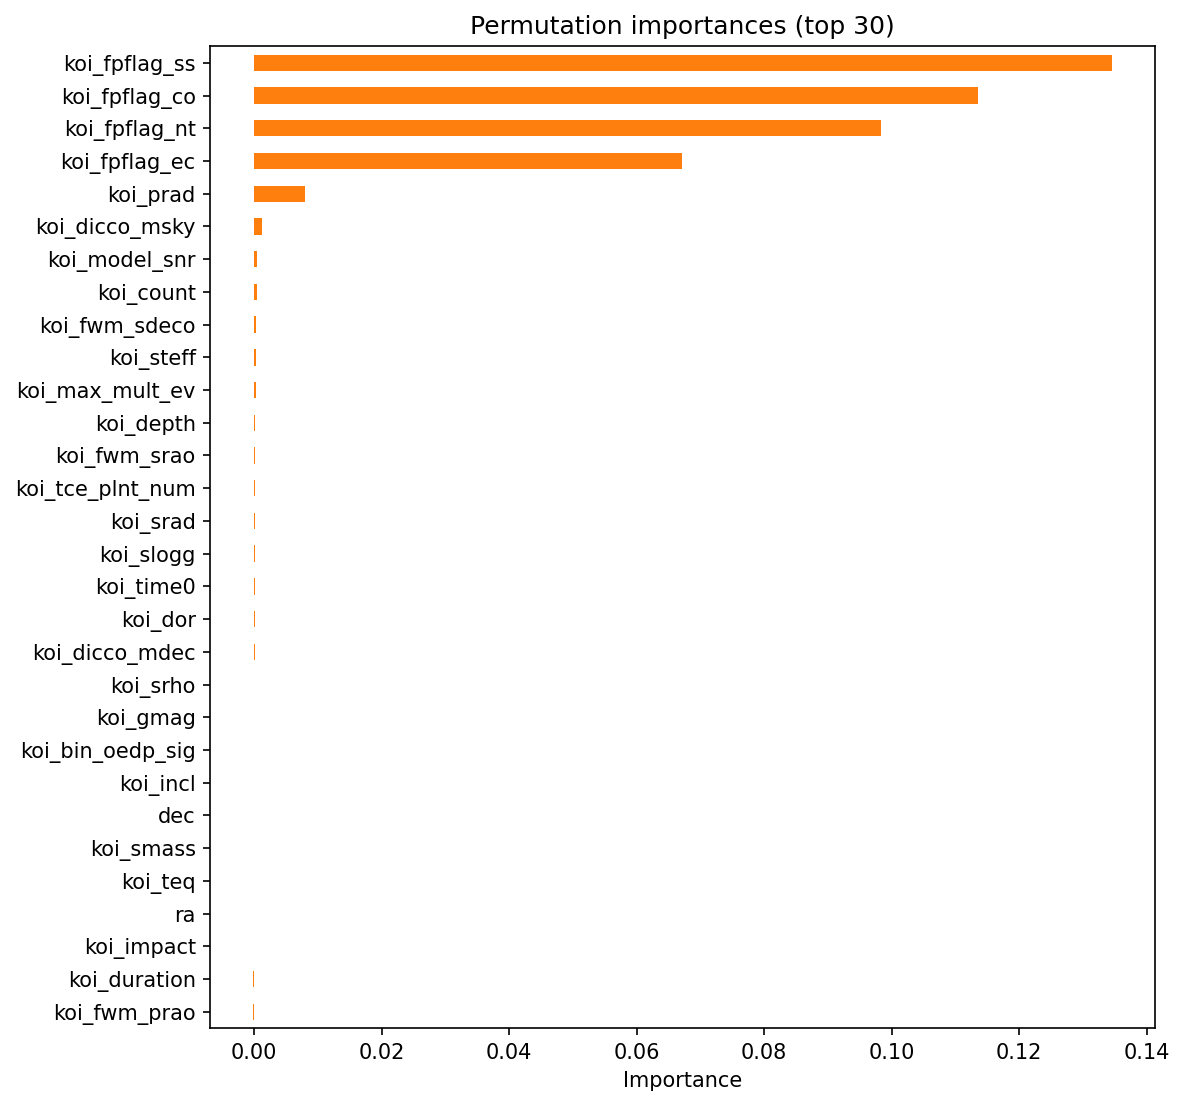 Permutation importances (top 30)
koi_fpflag_ss
koi_fpflag_co
koi_fpflag_nt
koi_fpflag_ec
koi_prad
koi_dicco_msky
koi_model_snr
koi_count
koi_fwm_sdeco
koi_steff
koi_max_mult_ev
koi_depth
koi_fwm_srao
koi_tce_plnt_num
koi_srad
koi_slogg
koi_time0
koi_dor
koi_dicco_mdec
koi_srho
koi_gmag
koi_bin_oedp_sig
koi_incl
dec
koi_smass
koi_teq
ra
koi_impact
koi_duration
koi_fwm_prao
0.00 0.02 0.04 0.06 0.08 0.10 0.12 0.14
Importance